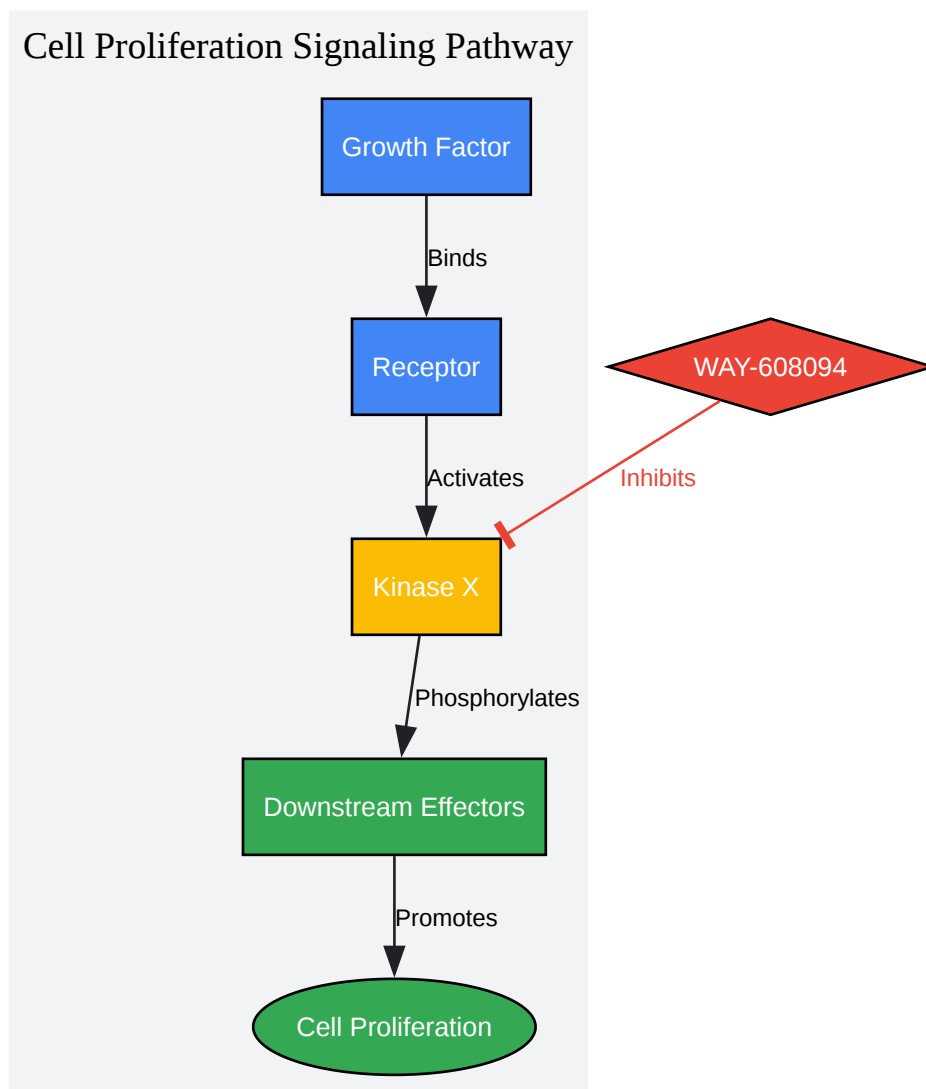 Cell Proliferation Signaling Pathway
Growth Factor
Binds
Receptor
WAY-608094
Activates
Inhibits
Kinase X
Phosphorylates
Downstream Effectors
Promotes
Cell Proliferation